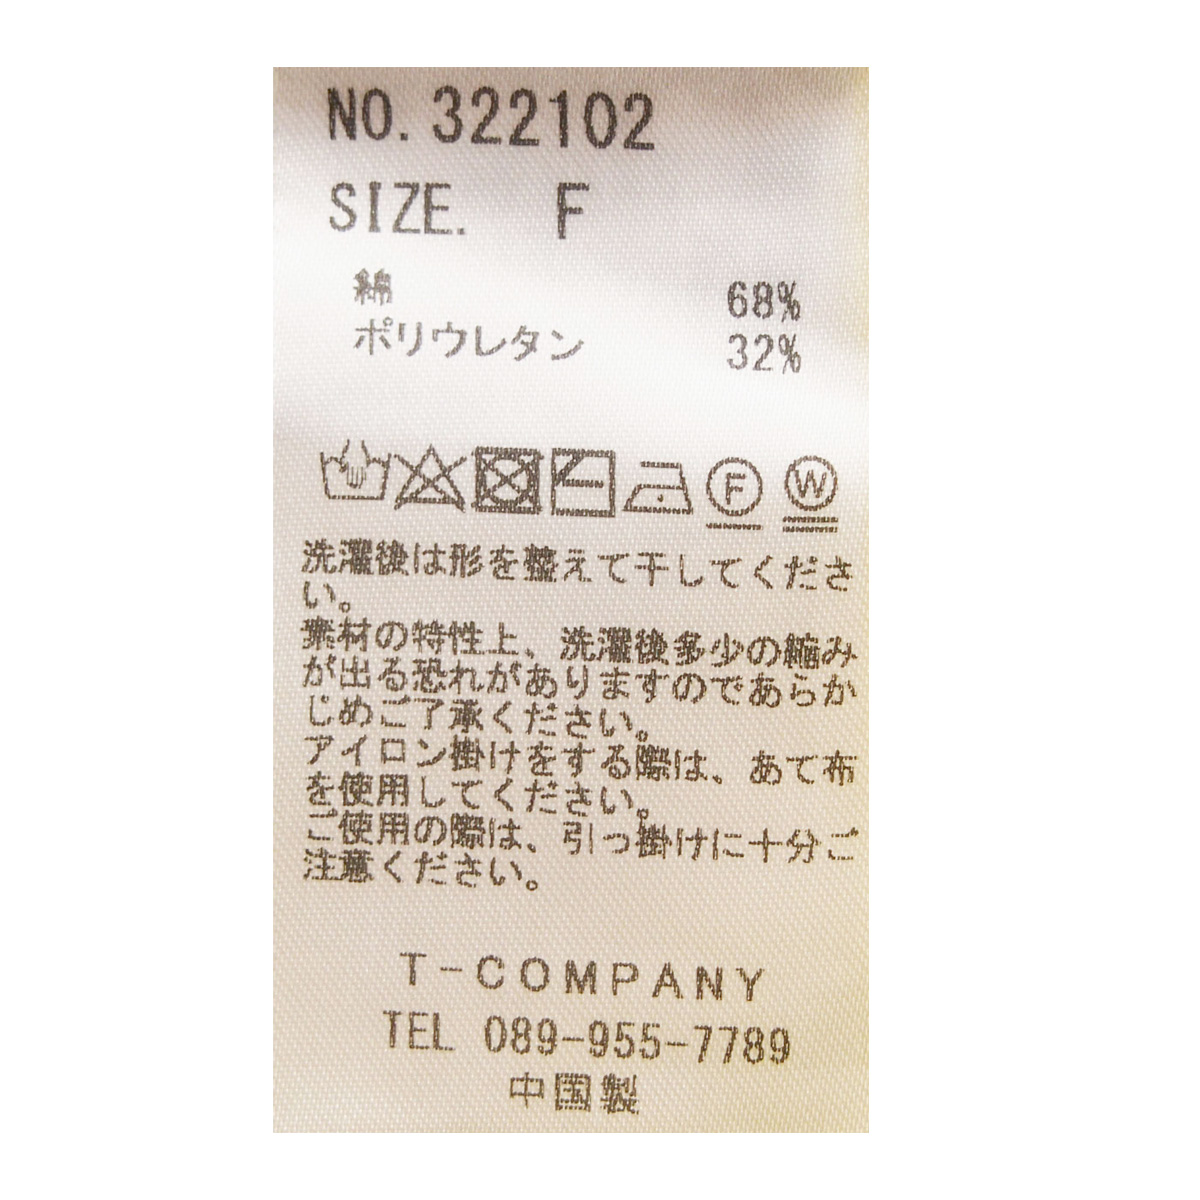 NO.322102
SIZE. F
綿 68%
ポリウレタン 32%
F W
洗濯後は形を整えて干してくださ
い。
素材の特性上、洗濯後多少の縮み
が出る恐れがありますのであらか
じめご了承ください。
アイロン掛けをする際は、あて布
を使用してください。
ご使用の際は、引っ掛けに十分ご
注意ください。
T-COMPANY
TEL 089-955-7789
中国製